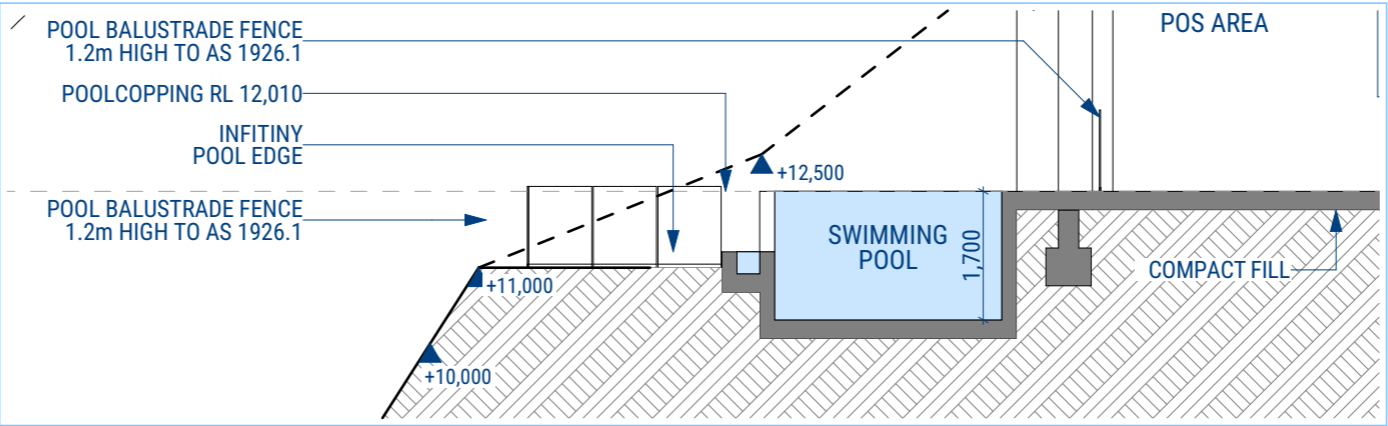 POOL BALUSTRADE FENCE
1.2m HIGH TO AS 1926.1
POS AREA
POOLCOPPING RL 12,010
INFITINY
POOL EDGE
+12,500
POOL BALUSTRADE FENCE
1.2m HIGH TO AS 1926.1
SWIMMING
POOL
1,700
COMPACT FILL
+11,000
+10,000